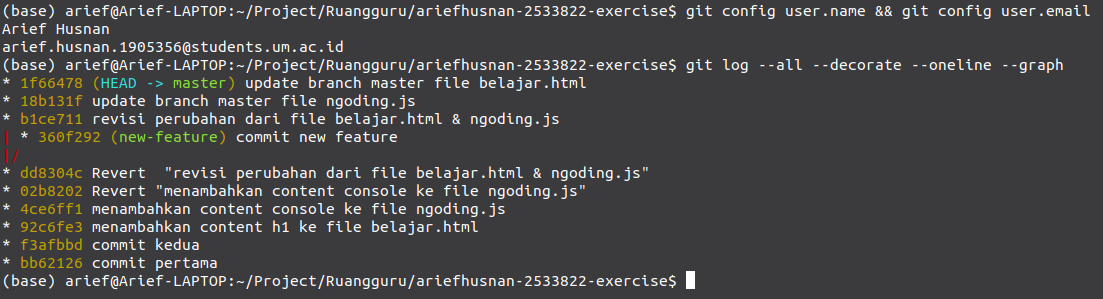 (base) arief@Arief-LAPTOP:~/Project/Ruangguru/ariefhusnan-2533822-exercise$ git config user.name && git config user.email
Arief Husnan
arief.husnan.1905356@students.um.ac.id
(base) arief@Arief-LAPTOP:~/Project/Ruangguru/ariefhusnan-2533822-exercise$ git log --all --decorate --oneline --graph
* 1f66478 (HEAD -> master) update branch master file belajar.html
* 18b131f update branch master file ngoding.js
* b1ce711 revisi perubahan dari file belajar.html & ngoding.js
| * 360f292 (new-feature) commit new feature
|/
* dd8304c Revert  "revisi perubahan dari file belajar.html & ngoding.js"
* 02b8202 Revert "menambahkan content console ke file ngoding.js"
* 4ce6ff1 menambahkan content console ke file ngoding.js
* 92c6fe3 menambahkan content h1 ke file belajar.html
* f3afbbd commit kedua
* bb62126 commit pertama
(base) arief@Arief-LAPTOP:~/Project/Ruangguru/ariefhusnan-2533822-exercise$